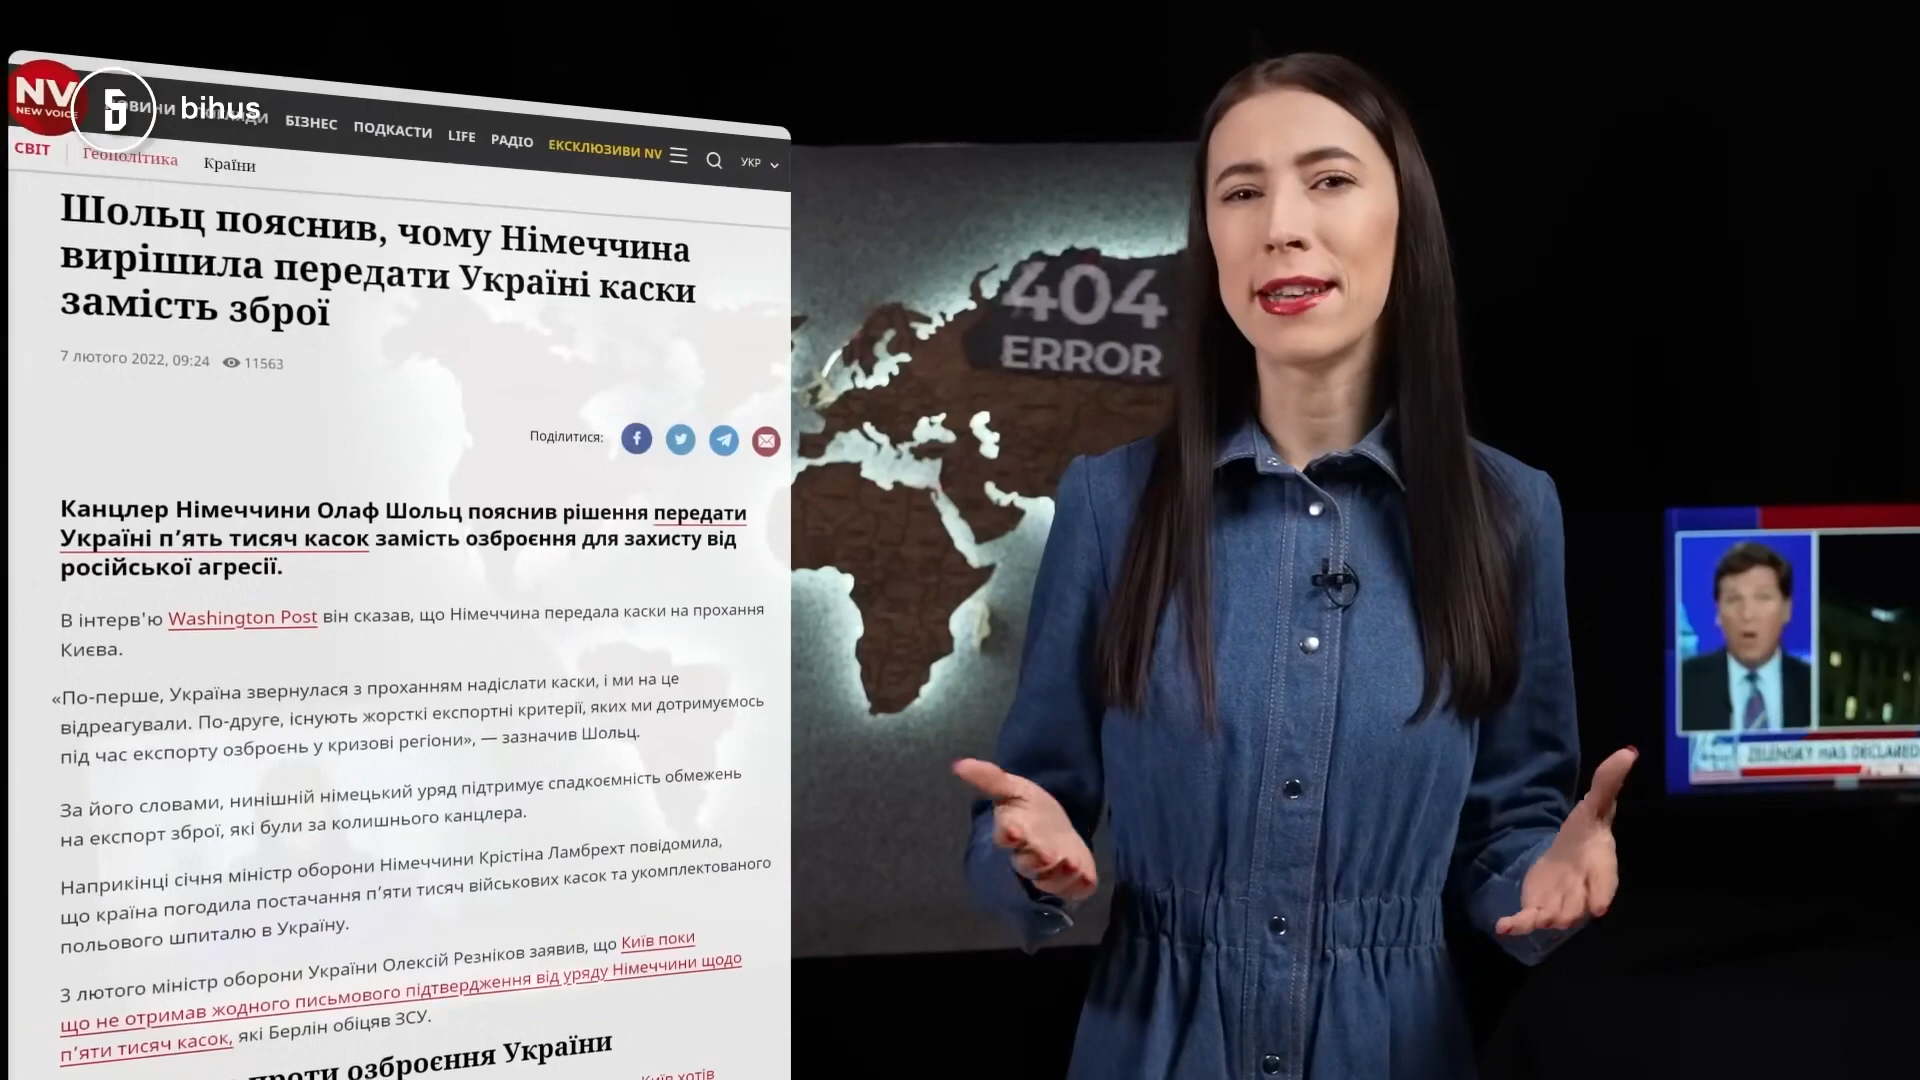 NV
NEW VOICE
bihus
БІЗНЕС ПОДКАСТИ LIFE РАДІО ЕКСКЛЮЗИВИ NV УКР
СВІТ Геополітика Країни
Шольц пояснив, чому Німеччина
вирішила передати Україні каски
замість зброї
7 лютого 2022, 09:24 11563
Поділитися:
Канцлер Німеччини Олаф Шольц пояснив рішення передати
Україні п’ять тисяч касок замість озброєння для захисту від
російської агресії.
В інтерв'ю Washington Post він сказав, що Німеччина передала каски на прохання
Києва.
«По-перше, Україна звернулася з проханням надіслати каски, і ми на це
відреагували. По-друге, існують жорсткі експортні критерії, яких ми дотримуємось
під час експорту озброєнь у кризові регіони», — зазначив Шольц.
За його словами, нинішній німецький уряд підтримує спадкоємність обмежень
на експорт зброї, які були за колишнього канцлера.
Наприкінці січня міністр оборони Німеччини Крістіна Ламбрехт повідомила,
що країна погодила постачання п’яти тисяч військових касок та укомплектованого
польового шпиталю в Україну.
3 лютого міністр оборони України Олексій Резніков заявив, що Київ поки
що не отримав жодного письмового підтвердження від уряду Німеччини щодо
п’яти тисяч касок, які Берлін обіцяв ЗСУ.
проти озброєння України
Київ хотів
404
ERROR
ZELENSKY HAS DECLARED